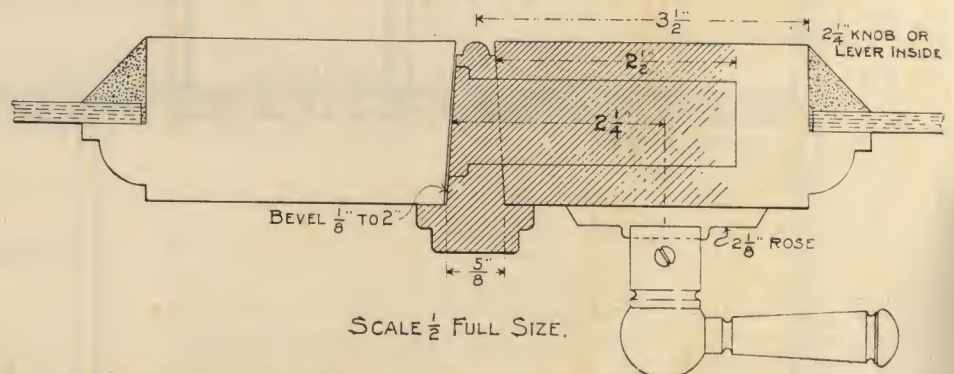 3 1/2"
2 1/4" KNOB OR
LEVER INSIDE
2 1/2"
2 1/4"
BEVEL 1/8" TO 2"
2 1/8" ROSE
5/8"
SCALE 1/2 FULL SIZE.